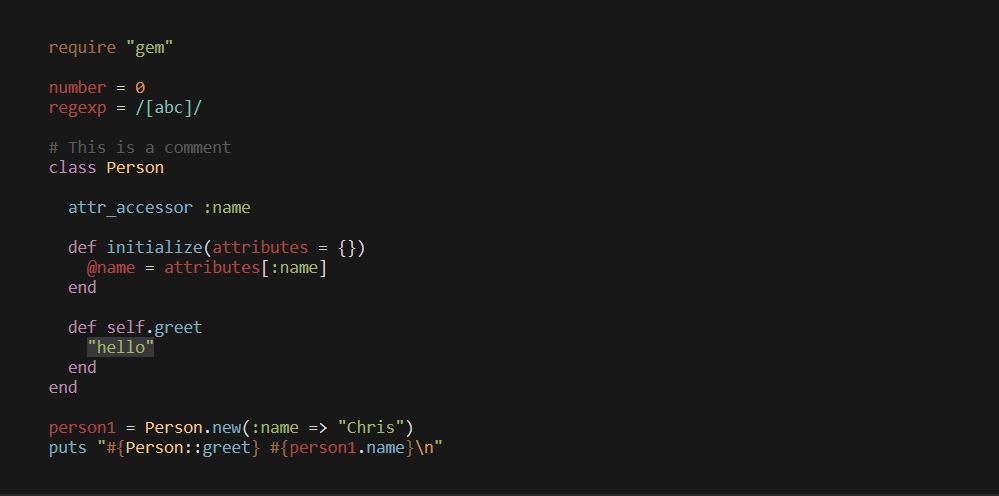 require "gem"

number = 0
regexp = /[abc]/

# This is a comment
class Person

  attr_accessor :name

  def initialize(attributes = {})
    @name = attributes[:name]
  end

  def self.greet
    "hello"
  end
end

person1 = Person.new(:name => "Chris")
puts "#{Person::greet} #{person1.name}\n"